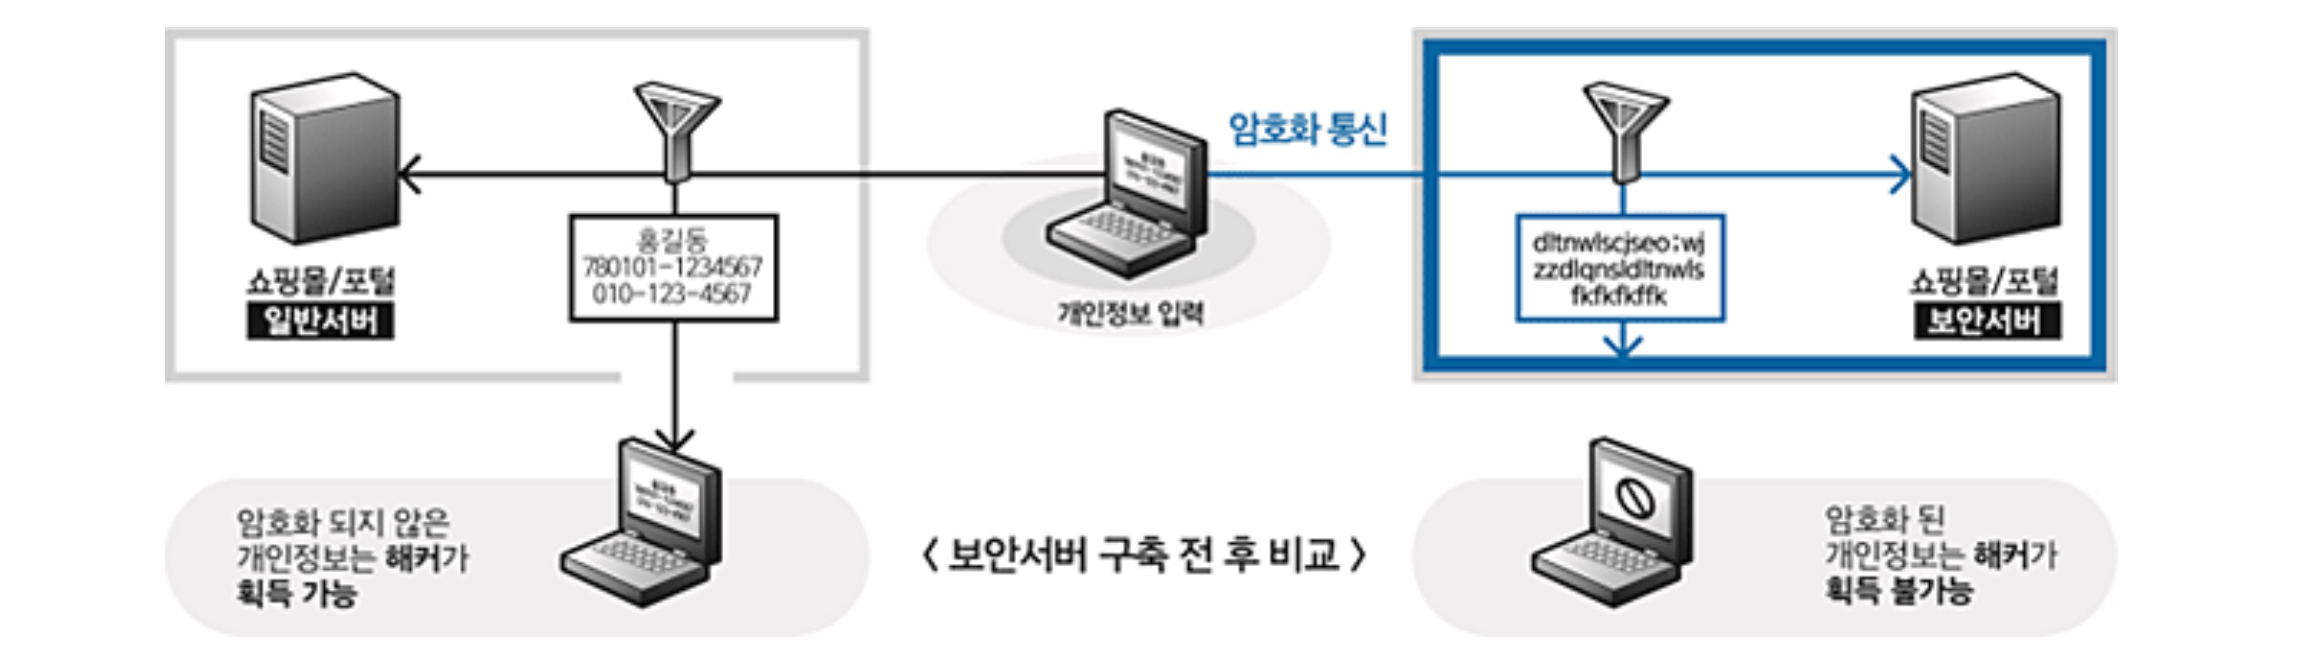 쇼핑몰/포털
일반서버
홍길동
780101-1234567
010-123-4567
개인정보 입력
암호화 통신
dltnwlscjseo;wj
zzdlqnsldltnwls
fkfkfkffk
쇼핑몰/포털
보안서버
암호화 되지 않은
개인정보는 해커가
획득 가능
< 보안서버 구축 전 후 비교 >
암호화 된
개인정보는 해커가
획득 불가능